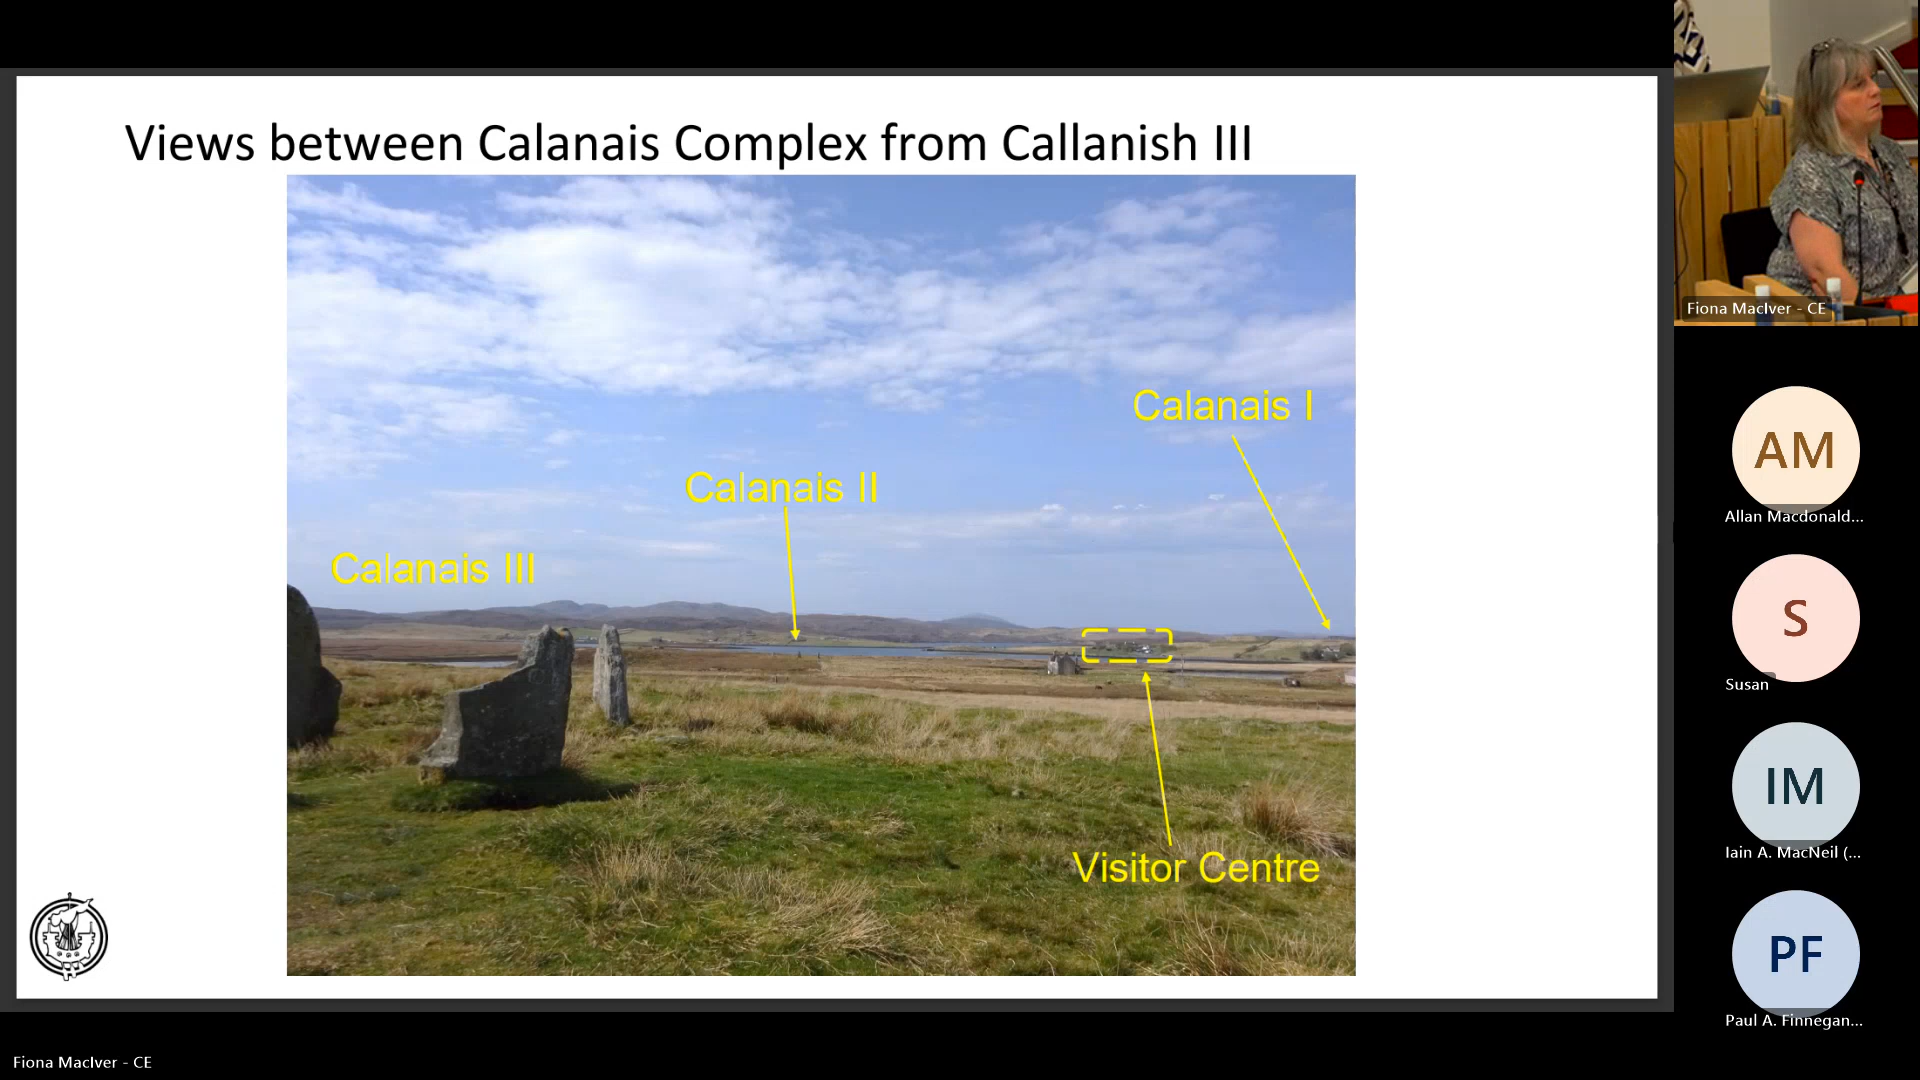 Views between Calanais Complex from Callanish III
Calanais I
Calanais II
Calanais III
Visitor Centre
Fiona MacIver - CE
AM
Allan Macdonald...
S
Susan
IM
Iain A. MacNeil (...
PF
Paul A. Finnegan...
Fiona MacIver - CE